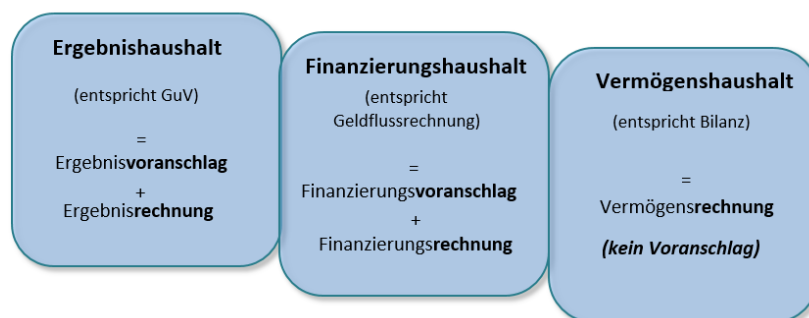 Ergebnishaushalt
(entspricht GuV)
=
Ergebnisvoranschlag
+
Ergebnisrechnung
Finanzierungshaushalt
(entspricht
Geldflussrechnung)
=
Finanzierungsvoranschlag
+
Finanzierungsrechnung
Vermögenshaushalt
(entspricht Bilanz)
=
Vermögensrechnung
(kein Voranschlag)